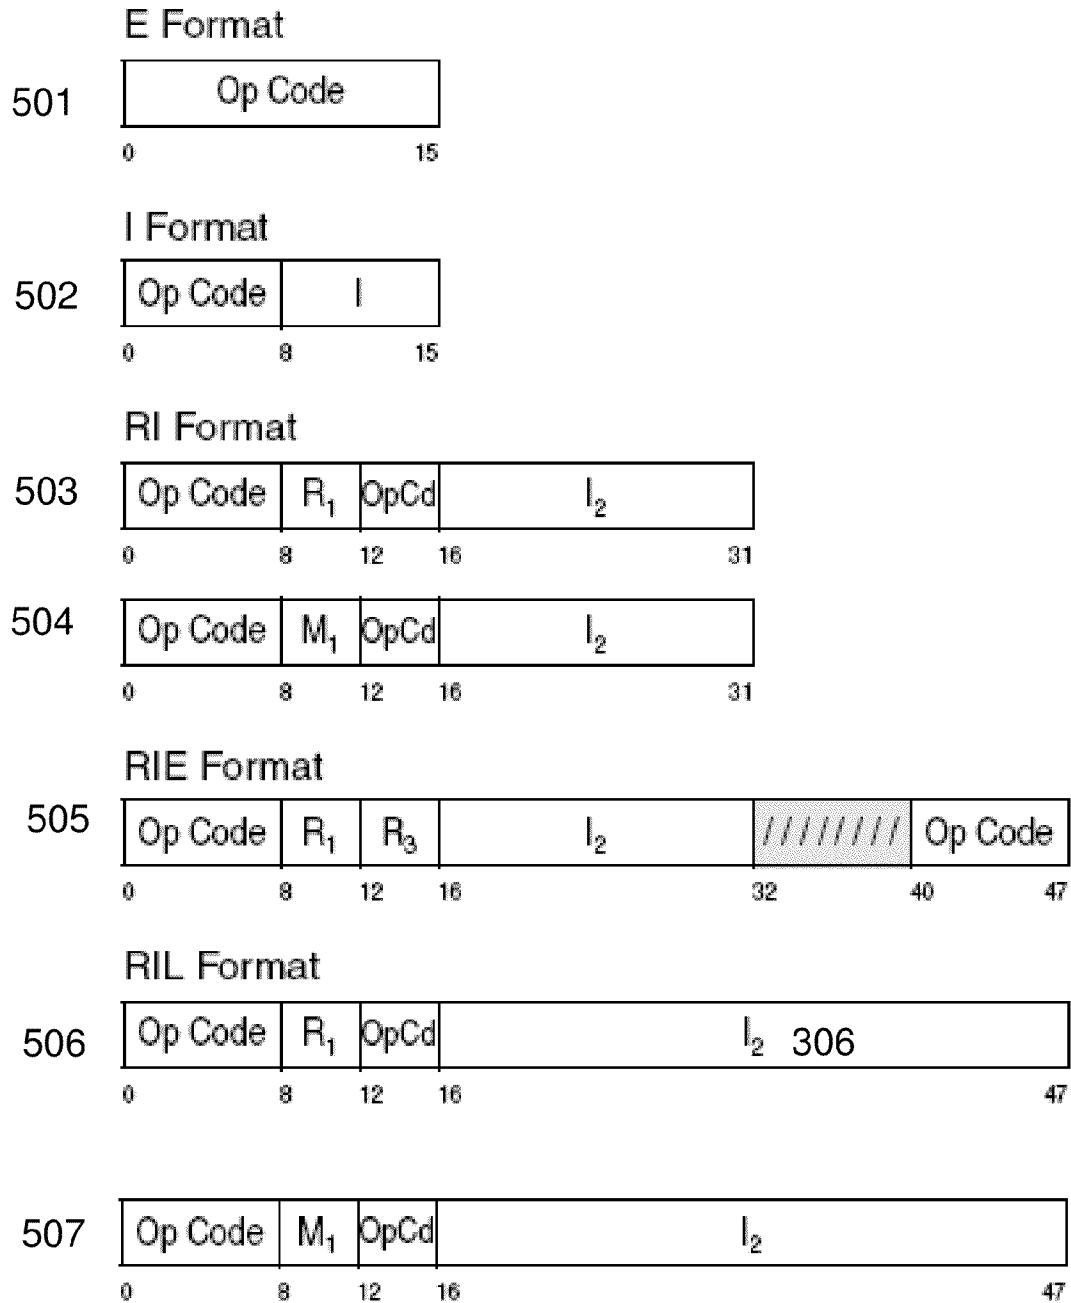 E Format
501 Op Code
0 15
I Format
502 Op Code I
0 8 15
RI Format
503 Op Code R₁ OpCd I₂
0 8 12 16 31
504 Op Code M₁ OpCd I₂
0 8 12 16 31
RIE Format
505 Op Code R₁ R₃ I₂ //////// Op Code
0 8 12 16 32 40 47
RIL Format
506 Op Code R₁ OpCd I₂ 306
0 8 12 16 47
507 Op Code M₁ OpCd I₂
0 8 12 16 47